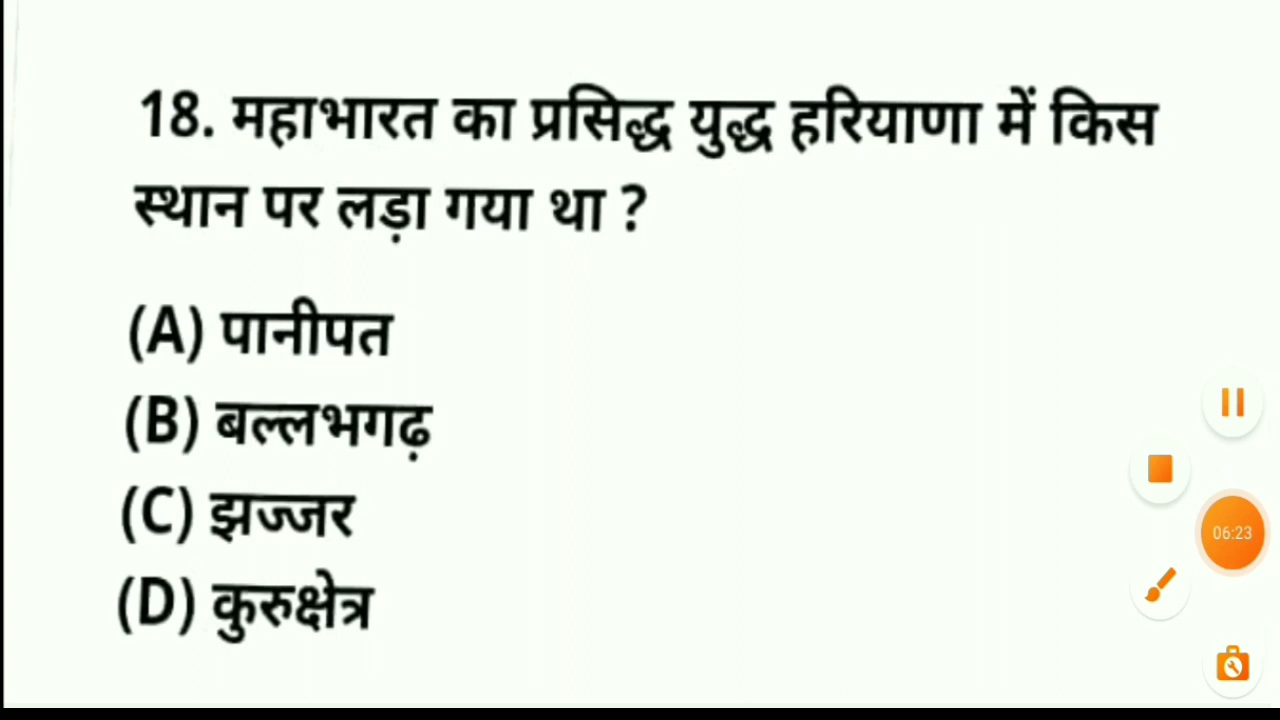 18. महाभारत का प्रसिद्ध युद्ध हरियाणा में किस
स्थान पर लड़ा गया था ?
(A) पानीपत
(B) बल्लभगढ़
(C) झज्जर
(D) कुरुक्षेत्र
06:23